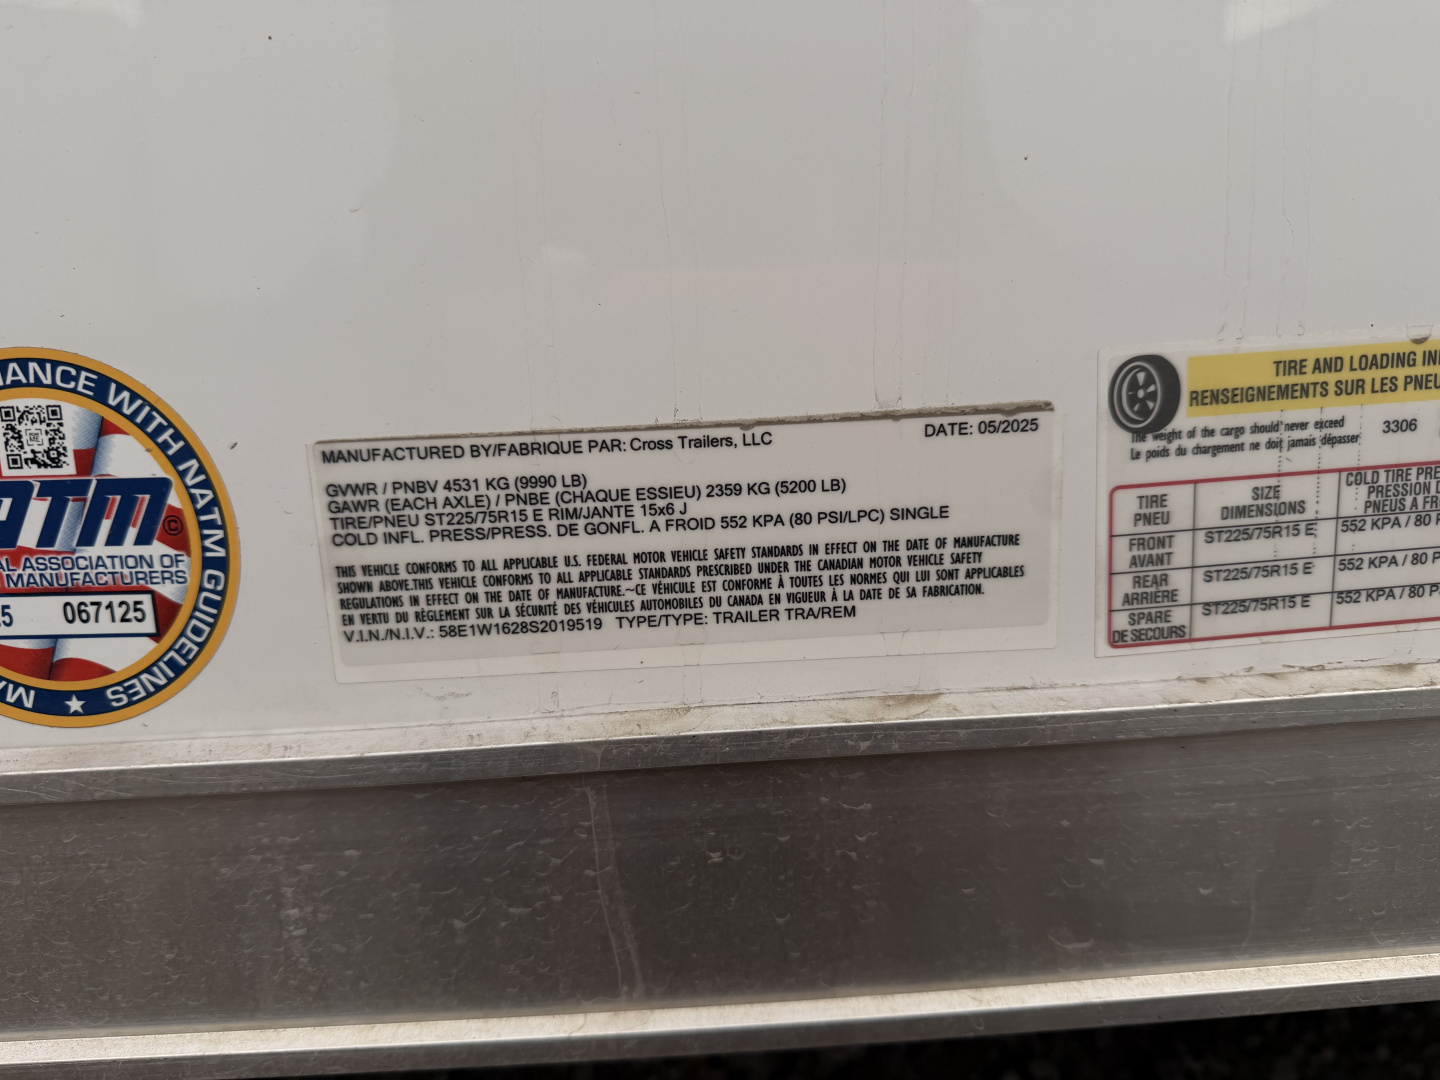 IANCE WITH NATM GUIDELINES
ATM
©
AL ASSOCIATION OF
MANUFACTURERS
5 067125
★ MA
MANUFACTURED BY/FABRIQUE PAR: Cross Trailers, LLC DATE: 05/2025
GVWR / PNBV 4531 KG (9990 LB)
GAWR (EACH AXLE) / PNBE (CHAQUE ESSIEU) 2359 KG (5200 LB)
TIRE/PNEU ST225/75R15 E RIM/JANTE 15x6 J
COLD INFL. PRESS/PRESS. DE GONFL. A FROID 552 KPA (80 PSI/LPC) SINGLE
THIS VEHICLE CONFORMS TO ALL APPLICABLE U.S. FEDERAL MOTOR VEHICLE SAFETY STANDARDS IN EFFECT ON THE DATE OF MANUFACTURE
SHOWN ABOVE.THIS VEHICLE CONFORMS TO ALL APPLICABLE STANDARDS PRESCRIBED UNDER THE CANADIAN MOTOR VEHICLE SAFETY
REGULATIONS IN EFFECT ON THE DATE OF MANUFACTURE.~CE VÉHICULE EST CONFORME À TOUTES LES NORMES QUI LUI SONT APPLICABLES
EN VERTU DU RÈGLEMENT SUR LA SÉCURITÉ DES VÉHICULES AUTOMOBILES DU CANADA EN VIGUEUR À LA DATE DE SA FABRICATION.
V.I.N./N.I.V.: 58E1W1628S2019519 TYPE/TYPE: TRAILER TRA/REM
TIRE AND LOADING IN
RENSEIGNEMENTS SUR LES PNEU
The weight of the cargo should never exceed
Le poids du chargement ne doit jamais dépasser
3306
TIRE
PNEU
SIZE
DIMENSIONS
COLD TIRE PRE
PRESSION D
PNEUS A FR
FRONT
AVANT
ST225/75R15 E
552 KPA / 80 P
REAR
ARRIÈRE
ST225/75R15 E
552 KPA / 80 P
SPARE
DE SECOURS
ST225/75R15 E
552 KPA / 80 P